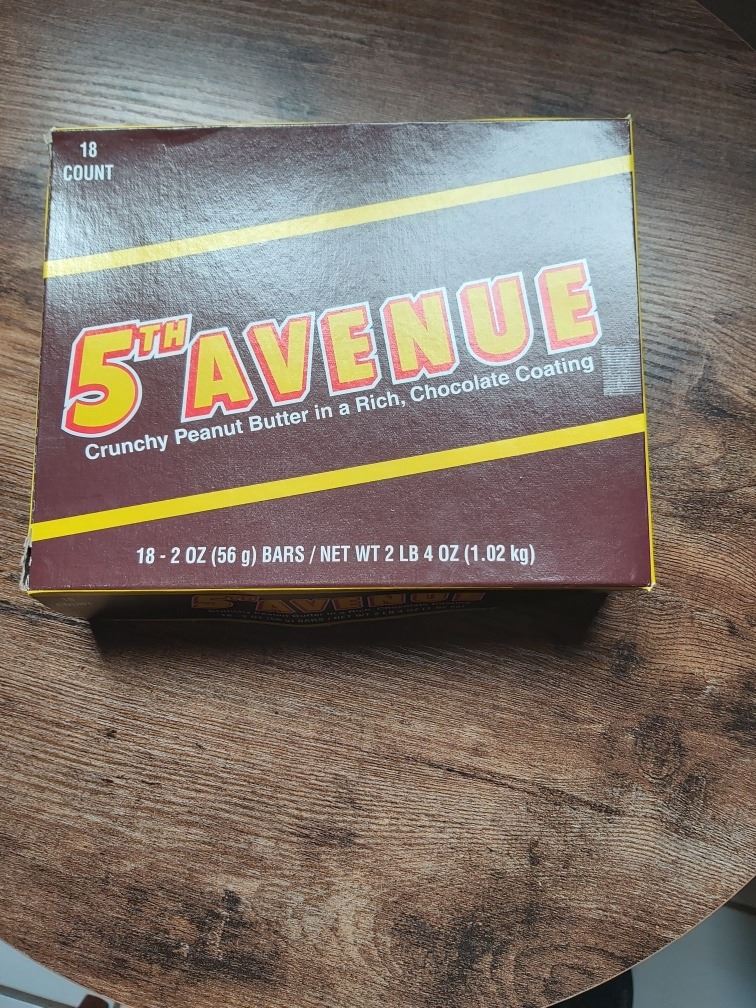 18
COUNT
5TH AVENUE
Crunchy Peanut Butter in a Rich, Chocolate Coating
18 - 2 OZ (56 g) BARS / NET WT 2 LB 4 OZ (1.02 kg)
5TH AVENUE